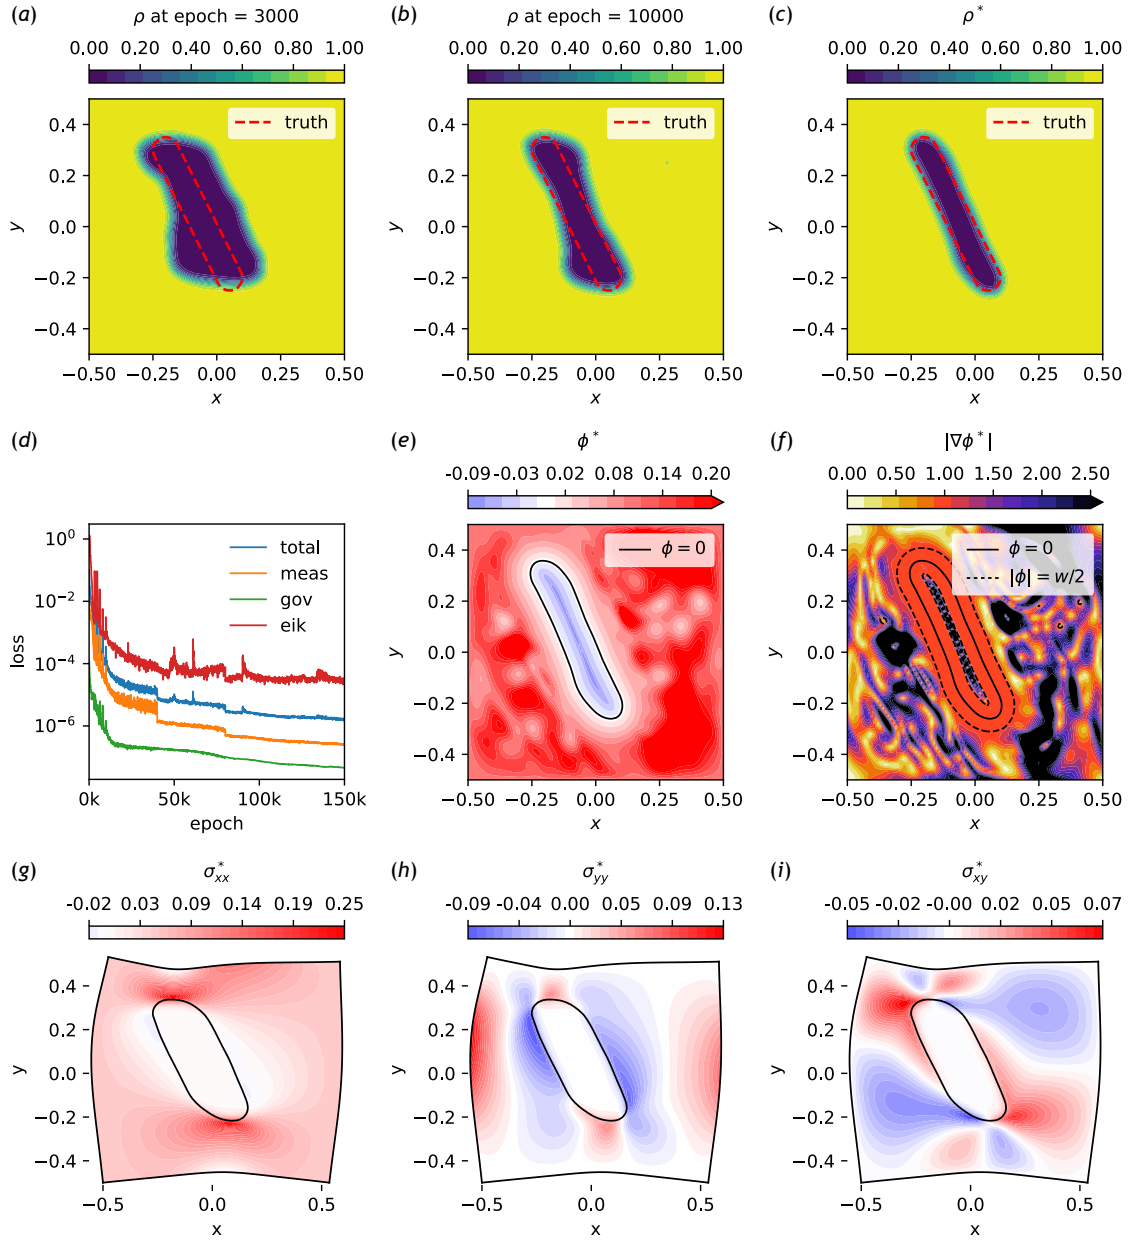 (a) ρ at epoch = 3000
0.00 0.20 0.40 0.60 0.80 1.00
truth
0.4
0.2
0.0
−0.2
−0.4
y
−0.50 −0.25 0.00 0.25 0.50
x
(b) ρ at epoch = 10000
0.00 0.20 0.40 0.60 0.80 1.00
truth
0.4
0.2
0.0
−0.2
−0.4
y
−0.50 −0.25 0.00 0.25 0.50
x
(c) ρ*
0.00 0.20 0.40 0.60 0.80 1.00
truth
0.4
0.2
0.0
−0.2
−0.4
y
−0.50 −0.25 0.00 0.25 0.50
x
(d)
10⁰
10⁻²
10⁻⁴
10⁻⁶
loss
total
meas
gov
eik
0k 50k 100k 150k
epoch
(e) ϕ*
-0.09 -0.03 0.02 0.08 0.14 0.20
ϕ = 0
0.4
0.2
0.0
−0.2
−0.4
y
−0.50 −0.25 0.00 0.25 0.50
x
(f) |∇ϕ*|
0.00 0.50 1.00 1.50 2.00 2.50
ϕ = 0
|ϕ| = w/2
0.4
0.2
0.0
−0.2
−0.4
y
−0.50 −0.25 0.00 0.25 0.50
x
(g) σ*xx
-0.02 0.03 0.09 0.14 0.19 0.25
0.4
0.2
0.0
−0.2
−0.4
y
−0.5 0.0 0.5
x
(h) σ*yy
-0.09 -0.04 0.00 0.05 0.09 0.13
0.4
0.2
0.0
−0.2
−0.4
y
−0.5 0.0 0.5
x
(i) σ*xy
-0.05 -0.02 -0.00 0.02 0.04 0.07
0.4
0.2
0.0
−0.2
−0.4
y
−0.5 0.0 0.5
x